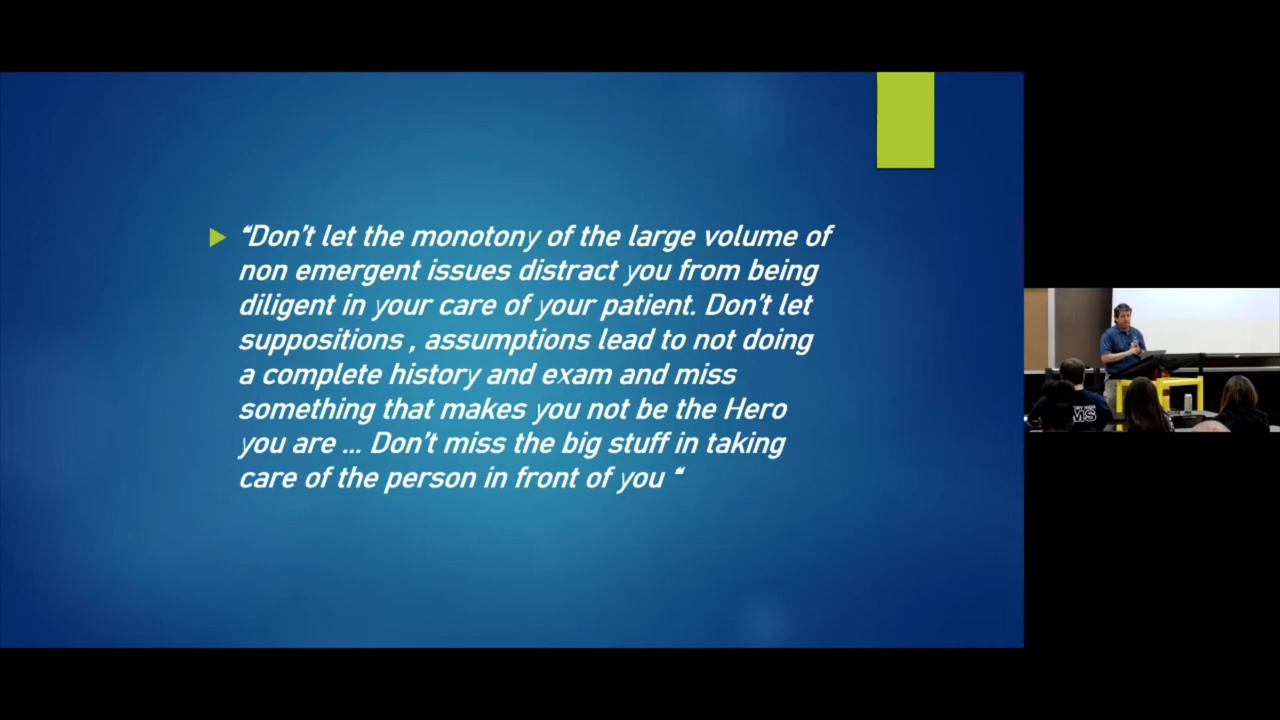 “Don’t let the monotony of the large volume of
non emergent issues distract you from being
diligent in your care of your patient. Don’t let
suppositions , assumptions lead to not doing
a complete history and exam and miss
something that makes you not be the Hero
you are ... Don’t miss the big stuff in taking
care of the person in front of you “
MS